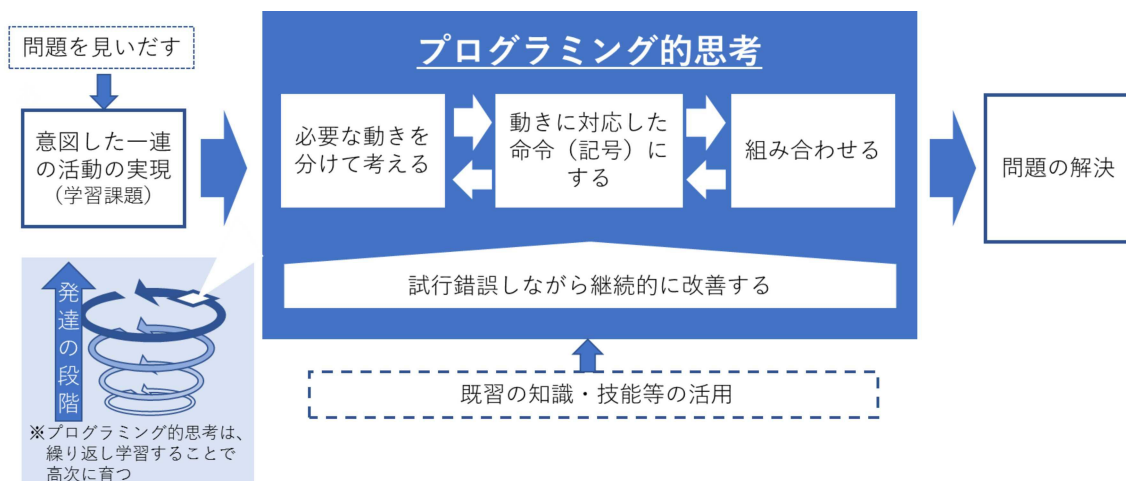 問題を見いだす
意図した一連
の活動の実現
(学習課題)
プログラミング的思考
必要な動きを
分けて考える
動きに対応した
命令（記号）に
する
組み合わせる
試行錯誤しながら継続的に改善する
問題の解決
既習の知識・技能等の活用
発達の段階
※プログラミング的思考は、
繰り返し学習することで
高次に育つ